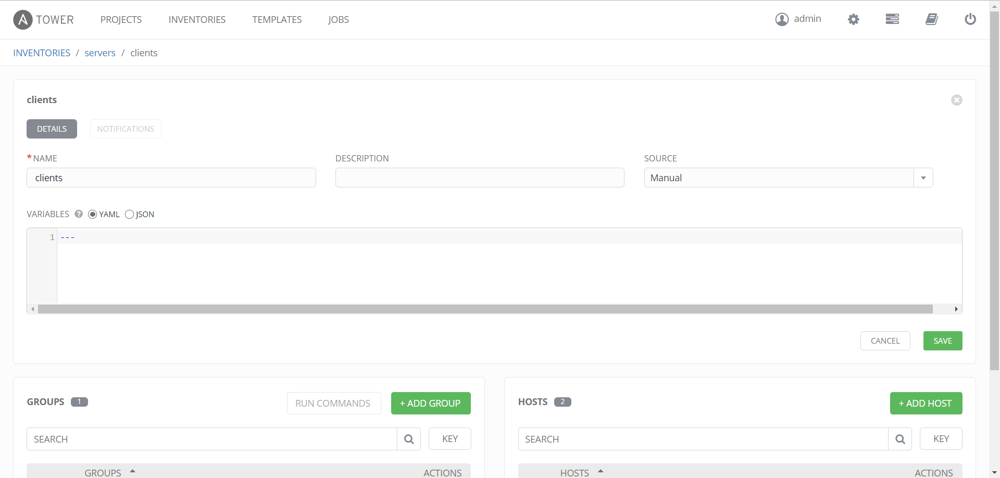 TOWER PROJECTS INVENTORIES TEMPLATES JOBS admin
INVENTORIES / servers / clients
clients
DETAILS NOTIFICATIONS
* NAME DESCRIPTION SOURCE
clients Manual
VARIABLES ? YAML JSON
1 ---
CANCEL SAVE
GROUPS 1 RUN COMMANDS + ADD GROUP
SEARCH KEY
GROUPS ACTIONS
HOSTS 2 + ADD HOST
SEARCH KEY
HOSTS ACTIONS